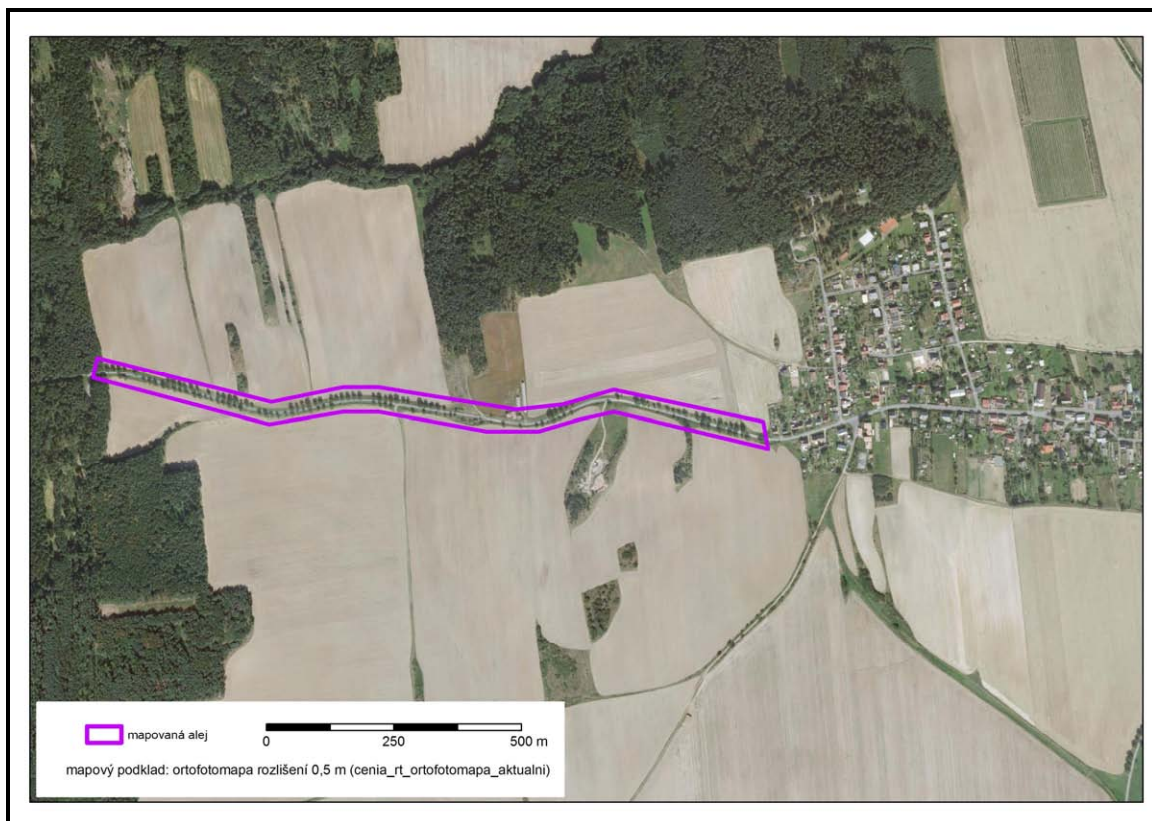 mapovaná alej
0 250 500 m
mapový podklad: ortofotomapa rozlišení 0,5 m (cenia_rt_ortofotomapa_aktualni)